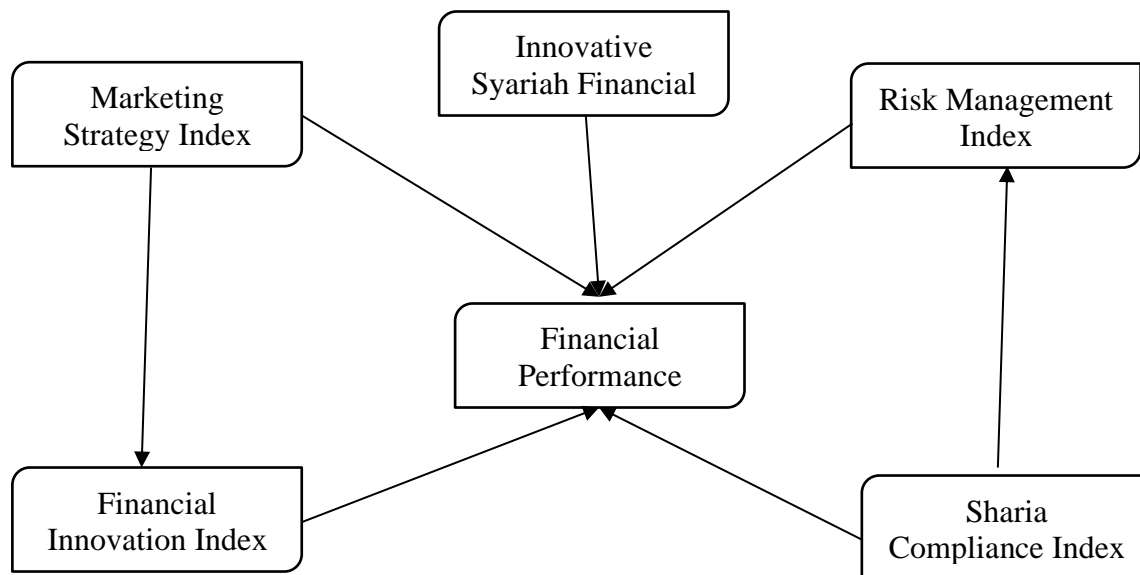 Innovative
Syariah Financial
Marketing
Strategy Index
Risk Management
Index
Financial
Performance
Financial
Innovation Index
Sharia
Compliance Index